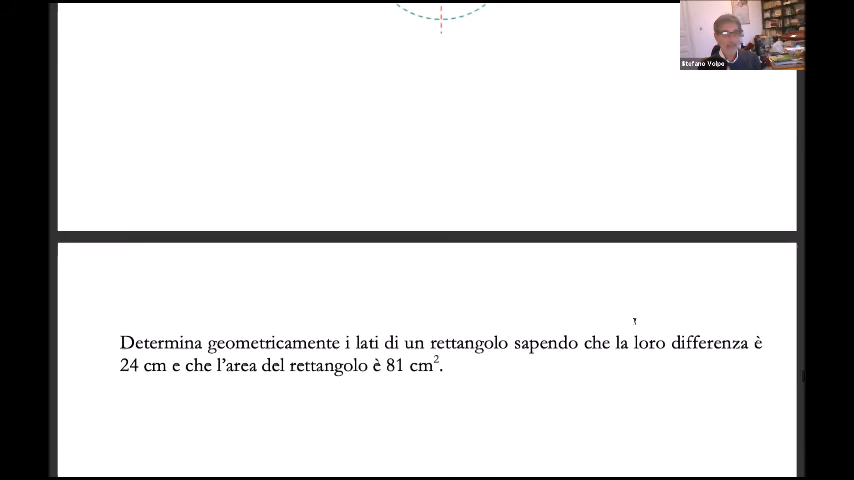 Stefano Volpe
Determina geometricamente i lati di un rettangolo sapendo che la loro differenza è
24 cm e che l’area del rettangolo è 81 cm².